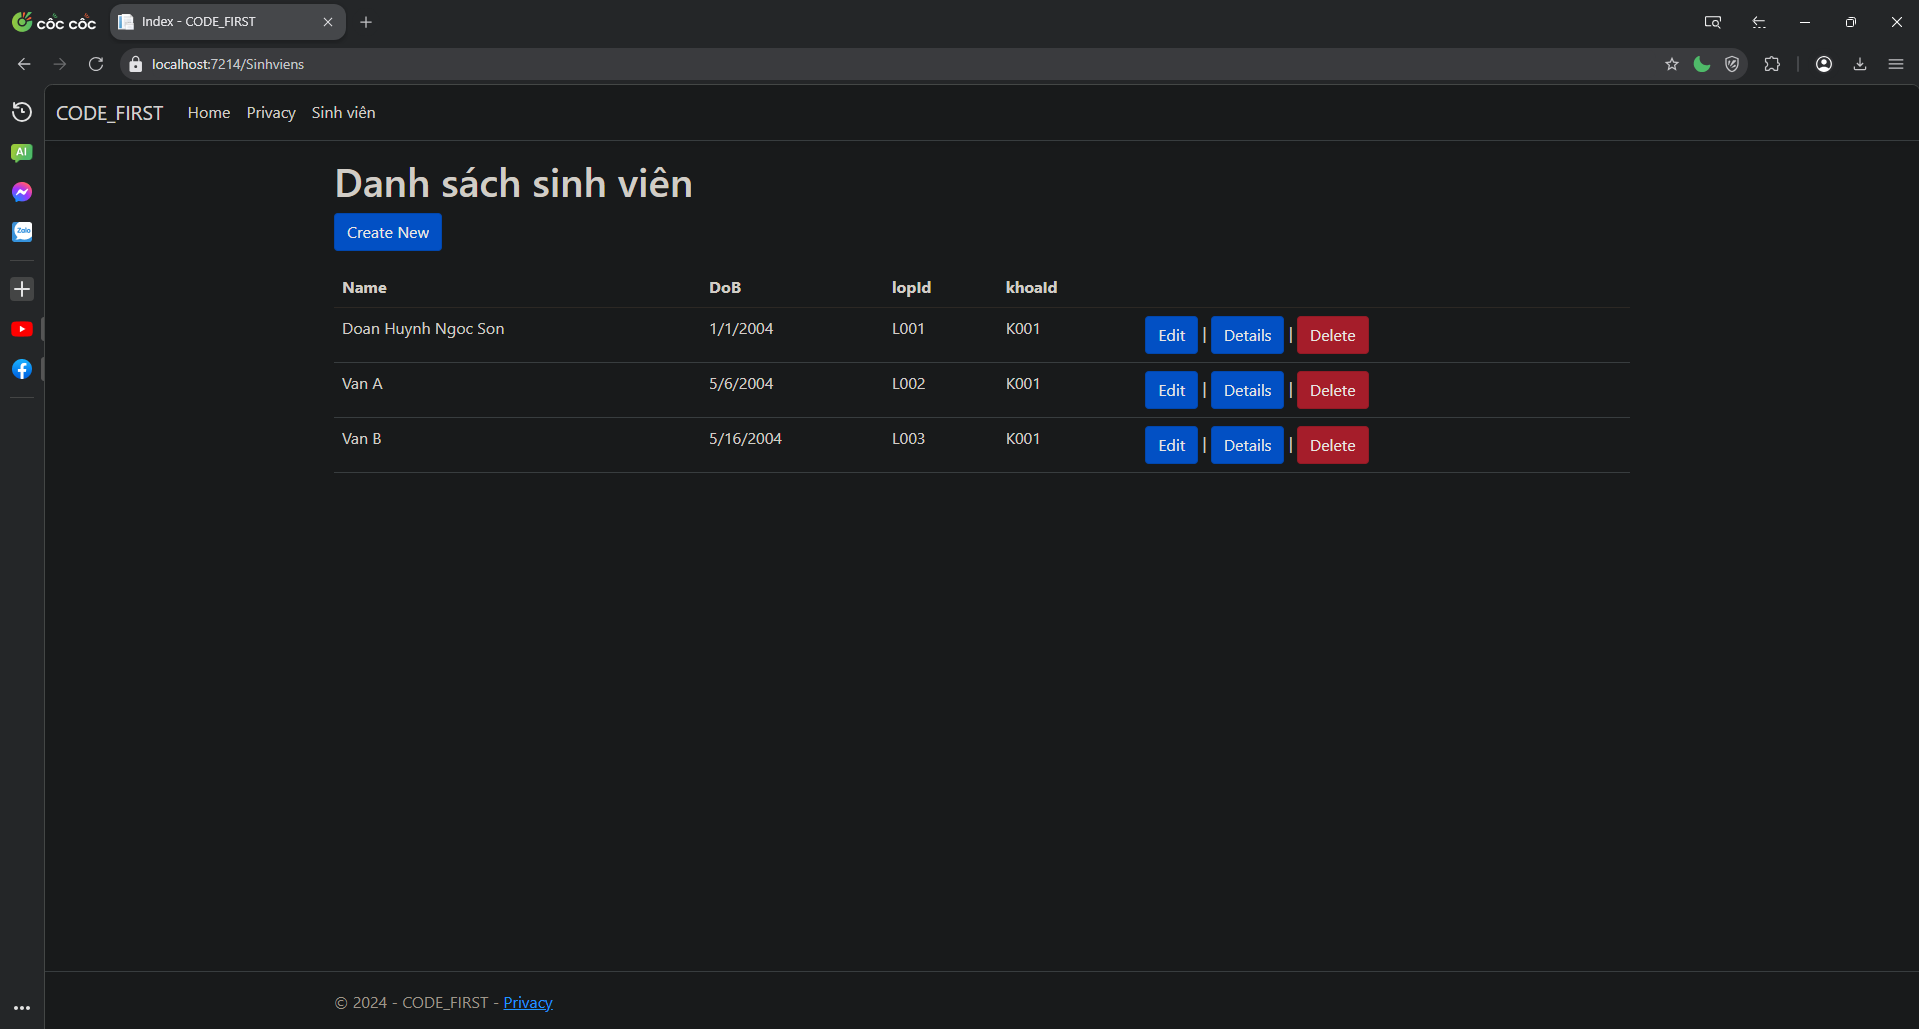 cốc cốc Index - CODE_FIRST
localhost:7214/Sinhviens
CODE_FIRST Home Privacy Sinh viên
AI
Zalo
Danh sách sinh viên
Create New
Name DoB lopId khoaId
Doan Huynh Ngoc Son 1/1/2004 L001 K001 Edit | Details | Delete
Van A 5/6/2004 L002 K001 Edit | Details | Delete
Van B 5/16/2004 L003 K001 Edit | Details | Delete
© 2024 - CODE_FIRST - Privacy